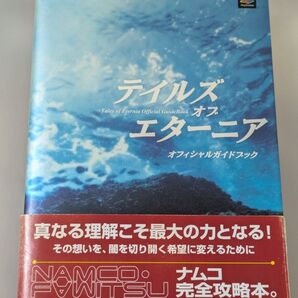 テイルズ
Tales of Eternia Official GuideBook
オブ
エターニア
オフィシャルガイドブック
真なる理解こそ最大の力となる!
その想いを、闇を切り開く希望に変えるために
NAMCO・
FAMITSU
ナムコ
完全攻略本。